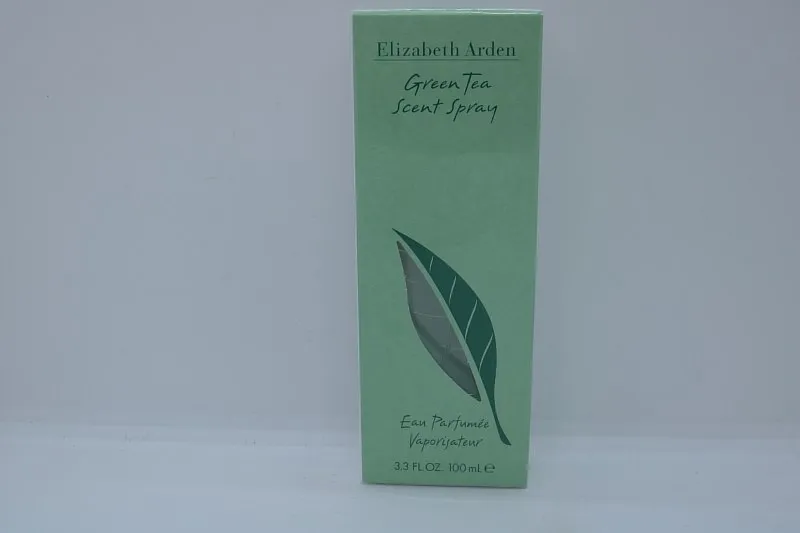 Elizabeth Arden
Green Tea
Scent Spray
Eau Parfumée
Vaporisateur
3.3 FL.OZ. 100 mL ℮